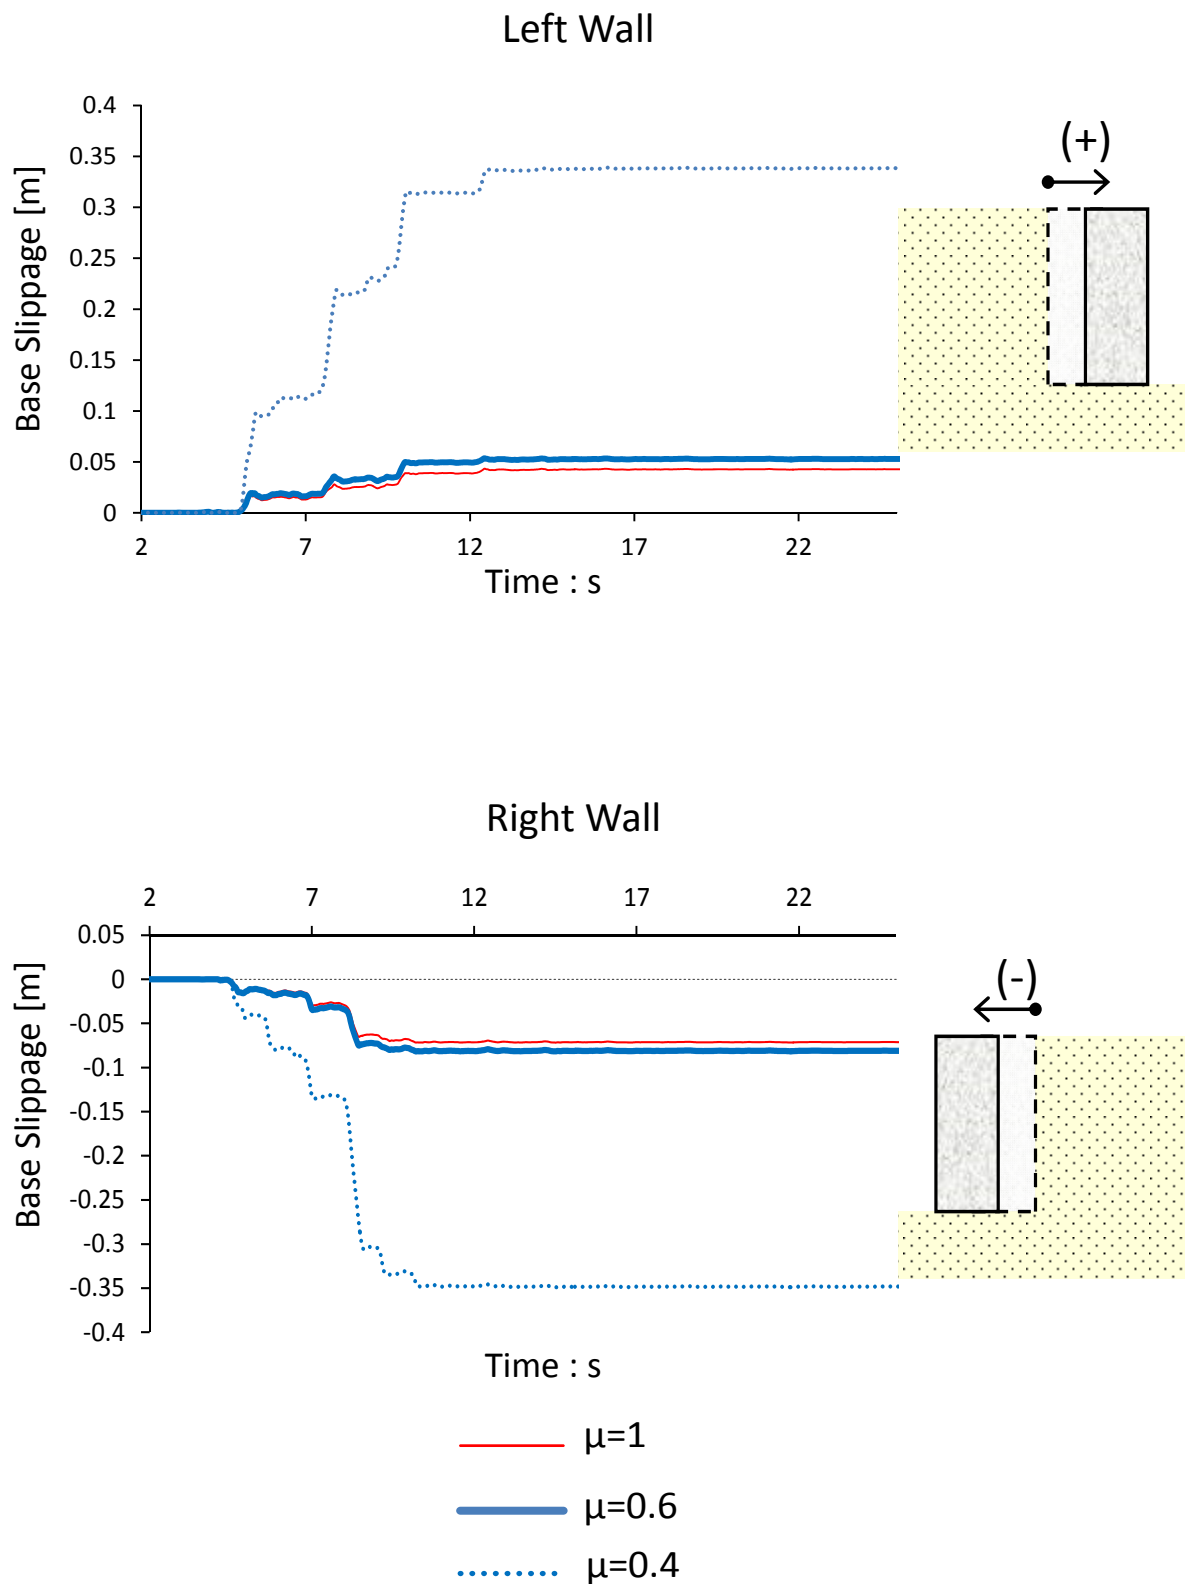 Left Wall
0.4
0.35
0.3
0.25
0.2
0.15
0.1
0.05
0
Base Slippage [m]
2 7 12 17 22
Time : s
(+)
Right Wall
2 7 12 17 22
0.05
0
-0.05
-0.1
-0.15
-0.2
-0.25
-0.3
-0.35
-0.4
Base Slippage [m]
(-)
Time : s
μ=1
μ=0.6
μ=0.4